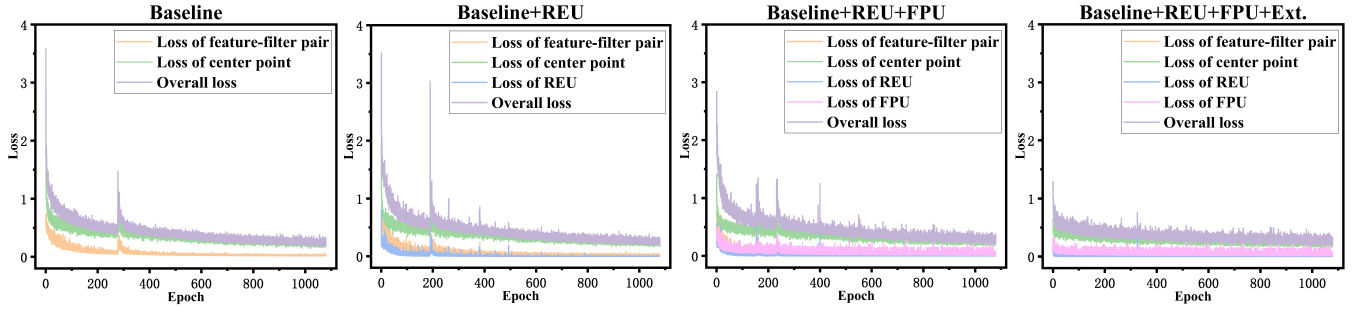 Baseline
4
3
2
1
0
Loss
0
200
400
600
800
1000
Epoch
Loss of feature-filter pair
Loss of center point
Overall loss
Baseline+REU
4
3
2
1
0
Loss
0
200
400
600
800
1000
Epoch
Loss of feature-filter pair
Loss of center point
Loss of REU
Overall loss
Baseline+REU+FPU
4
3
2
1
0
Loss
0
200
400
600
800
1000
Epoch
Loss of feature-filter pair
Loss of center point
Loss of REU
Loss of FPU
Overall loss
Baseline+REU+FPU+Ext.
4
3
2
1
0
Loss
0
200
400
600
800
1000
Epoch
Loss of feature-filter pair
Loss of center point
Loss of REU
Loss of FPU
Overall loss